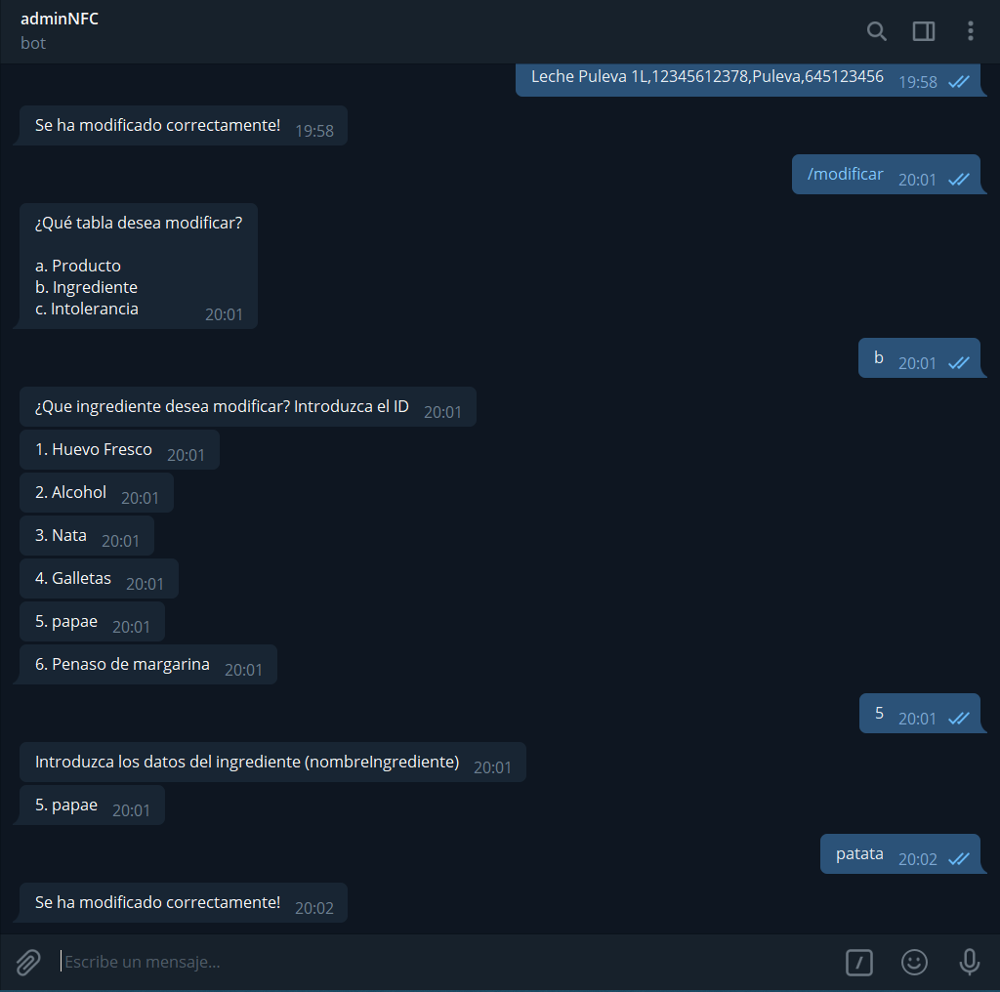 adminNFC
bot
Leche Puleva 1L,12345612378,Puleva,645123456 19:58
Se ha modificado correctamente! 19:58
/modificar 20:01
¿Qué tabla desea modificar?
a. Producto
b. Ingrediente
c. Intolerancia 20:01
b 20:01
¿Que ingrediente desea modificar? Introduzca el ID 20:01
1. Huevo Fresco 20:01
2. Alcohol 20:01
3. Nata 20:01
4. Galletas 20:01
5. papae 20:01
6. Penaso de margarina 20:01
5 20:01
Introduzca los datos del ingrediente (nombreIngrediente) 20:01
5. papae 20:01
patata 20:02
Se ha modificado correctamente! 20:02
Escribe un mensaje...